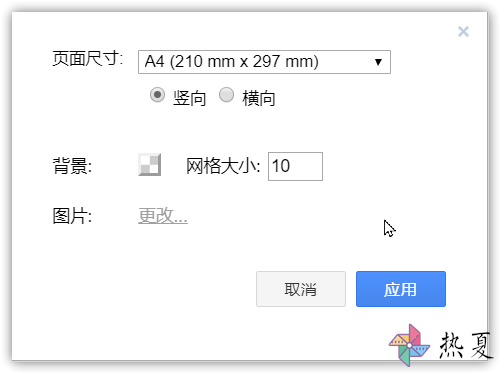 页面尺寸: A4 (210 mm x 297 mm)
竖向 横向
背景: 网格大小: 10
图片: 更改...
取消 应用
热夏